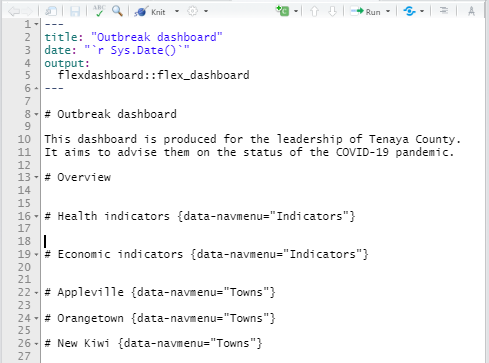 ABC Knit Run
1 ---
2 title: "Outbreak dashboard"
3 date: "`r Sys.Date()`"
4 output:
5 flexdashboard::flex_dashboard
6 ---
7
8 # Outbreak dashboard
9
10 This dashboard is produced for the leadership of Tenaya County.
11 It aims to advise them on the status of the COVID-19 pandemic.
12
13 # Overview
14
15
16 # Health indicators {data-navmenu="Indicators"}
17
18
19 # Economic indicators {data-navmenu="Indicators"}
20
21
22 # Appleville {data-navmenu="Towns"}
23
24 # Orangetown {data-navmenu="Towns"}
25
26 # New Kiwi {data-navmenu="Towns"}
27